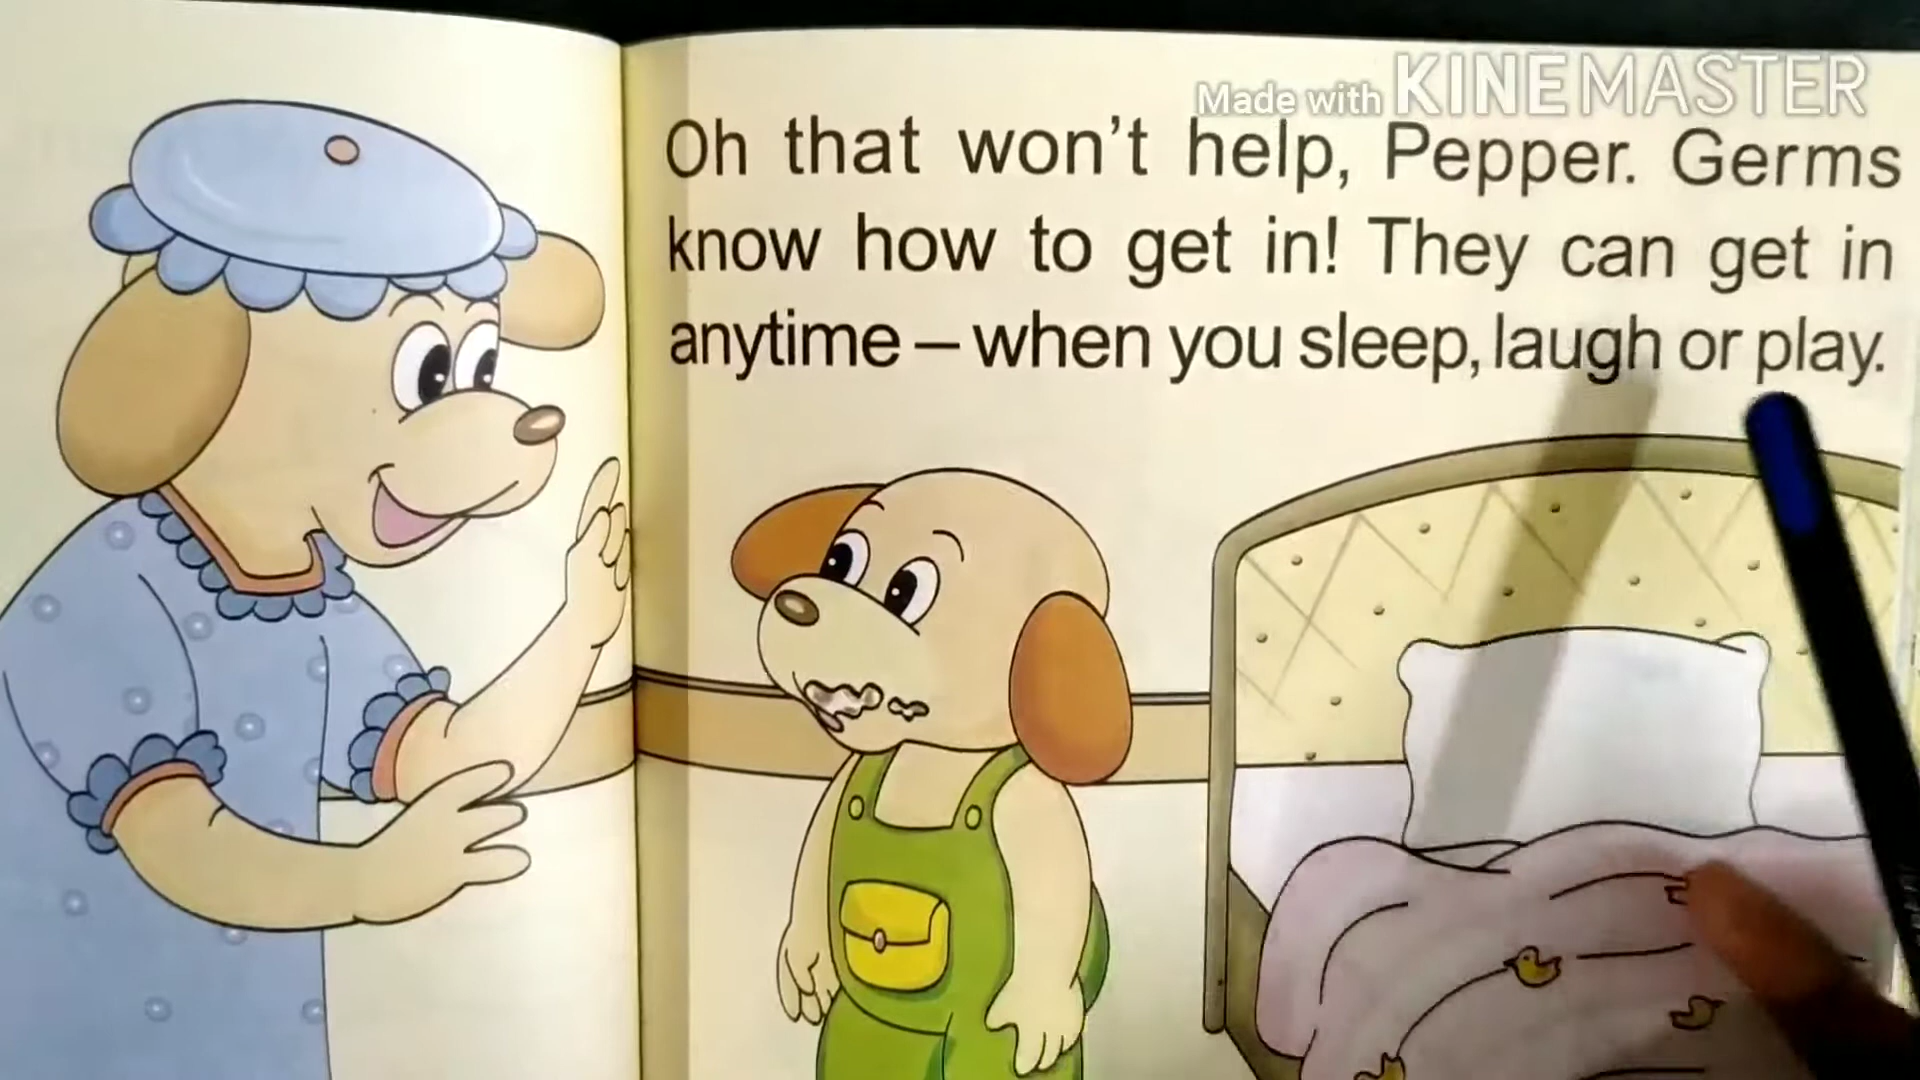 Made with KINEMASTER
Oh that won't help, Pepper. Germs
know how to get in! They can get in
anytime – when you sleep, laugh or play.